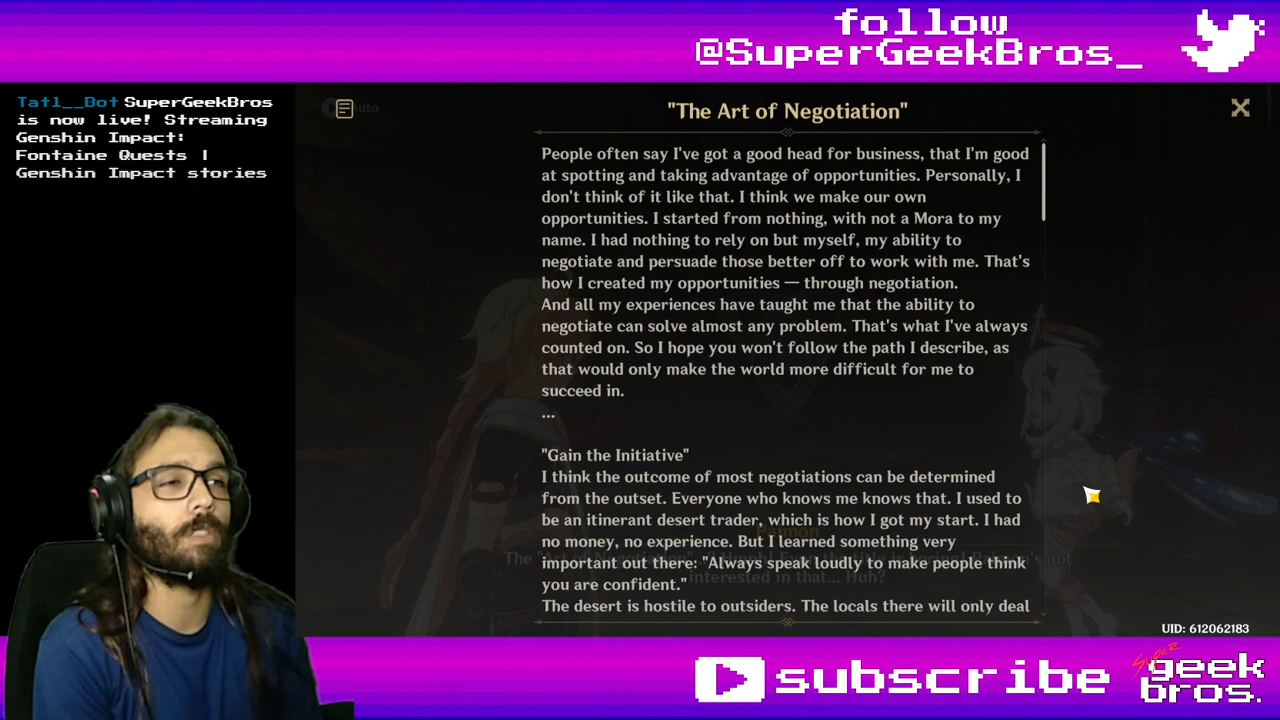 follow
@SuperGeekBros_
Tatl__Bot SuperGeekBros
is now live! Streaming
Genshin Impact:
Fontaine Quests |
Genshin Impact stories
Auto
"The Art of Negotiation"
People often say I've got a good head for business, that I'm good
at spotting and taking advantage of opportunities. Personally, I
don't think of it like that. I think we make our own
opportunities. I started from nothing, with not a Mora to my
name. I had nothing to rely on but myself, my ability to
negotiate and persuade those better off to work with me. That's
how I created my opportunities — through negotiation.
And all my experiences have taught me that the ability to
negotiate can solve almost any problem. That's what I've always
counted on. So I hope you won't follow the path I describe, as
that would only make the world more difficult for me to
succeed in.
...
"Gain the Initiative"
I think the outcome of most negotiations can be determined
from the outset. Everyone who knows me knows that. I used to
be an itinerant desert trader, which is how I got my start. I had
no money, no experience. But I learned something very
important out there: "Always speak loudly to make people think
you are confident."
The desert is hostile to outsiders. The locals there will only deal
Paimon
interested in that... Huh?
UID: 612062183
subscribe
super
geek
bros.